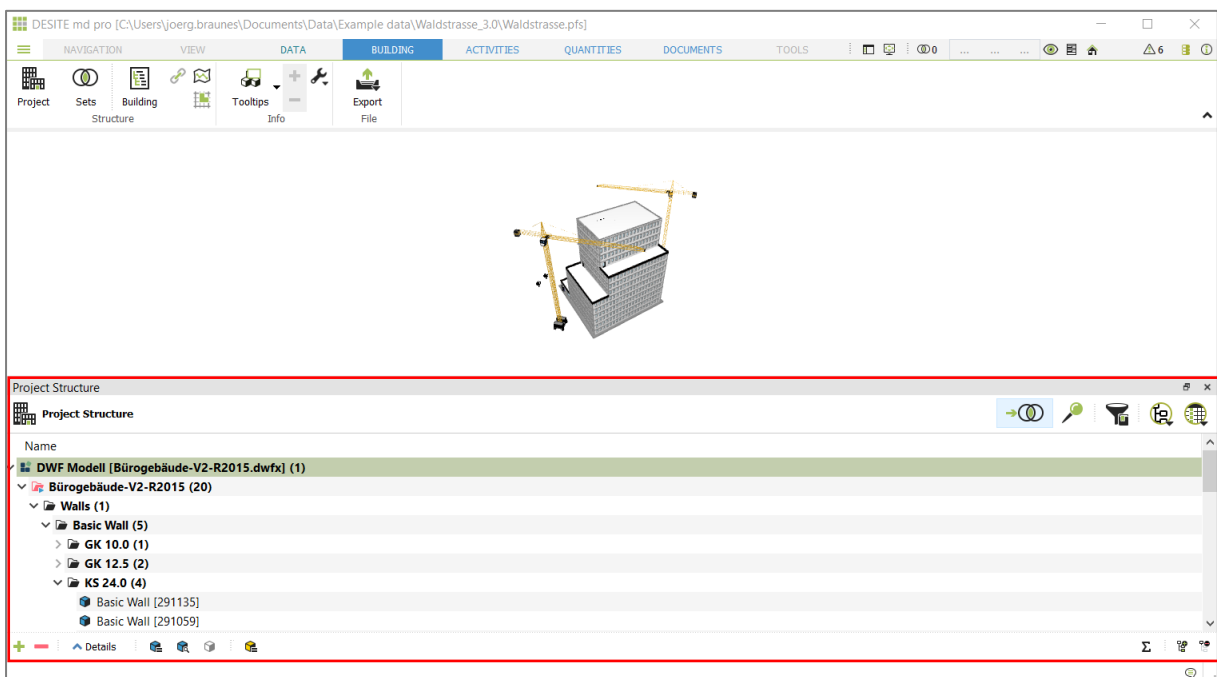 DESITE md pro [C:\Users\joerg.braunes\Documents\Data\Example data\Waldstrasse_3.0\Waldstrasse.pfs]
NAVIGATION VIEW DATA BUILDING ACTIVITIES QUANTITIES DOCUMENTS TOOLS 0 ... ... ... 6
Project Sets Building Tooltips Export
Structure Info File
Project Structure
Project Structure
Name
DWF Modell [Bürogebäude-V2-R2015.dwfx] (1)
Bürogebäude-V2-R2015 (20)
Walls (1)
Basic Wall (5)
GK 10.0 (1)
GK 12.5 (2)
KS 24.0 (4)
Basic Wall [291135]
Basic Wall [291059]
Details Σ